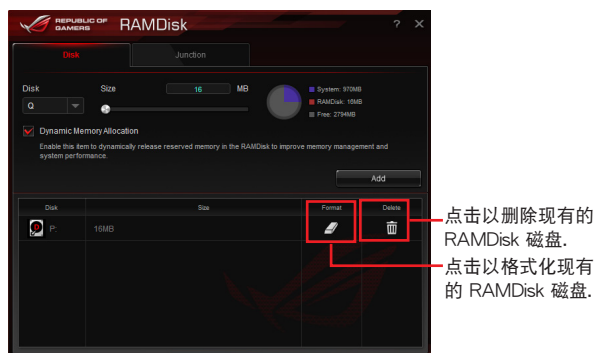 REPUBLIC OF
GAMERS
RAMDisk
? ×
Disk
Junction
Disk
Size
16
MB
Q
System: 970MB
RAMDisk: 16MB
Free: 2794MB
Dynamic Memory Allocation
Enable this item to dynamically release reserved memory in the RAMDisk to improve memory management and
system performance.
Add
Disk
Size
Format
Delete
P:
16MB
点击以删除现有的
RAMDisk 磁盘.
点击以格式化现有
的 RAMDisk 磁盘.